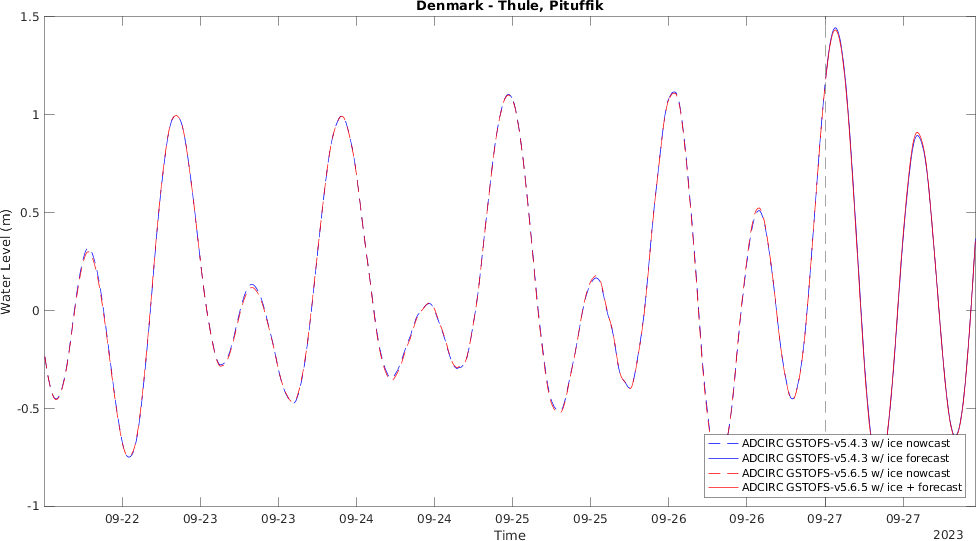 Denmark - Thule, Pituffik
1.5
1
0.5
0
-0.5
-1
Water Level (m)
ADCIRC GSTOFS-v5.4.3 w/ ice nowcast
ADCIRC GSTOFS-v5.4.3 w/ ice forecast
ADCIRC GSTOFS-v5.6.5 w/ ice nowcast
ADCIRC GSTOFS-v5.6.5 w/ ice + forecast
09-22 09-23 09-23 09-24 09-24 09-25 09-25 09-26 09-26 09-27 09-27
Time
2023